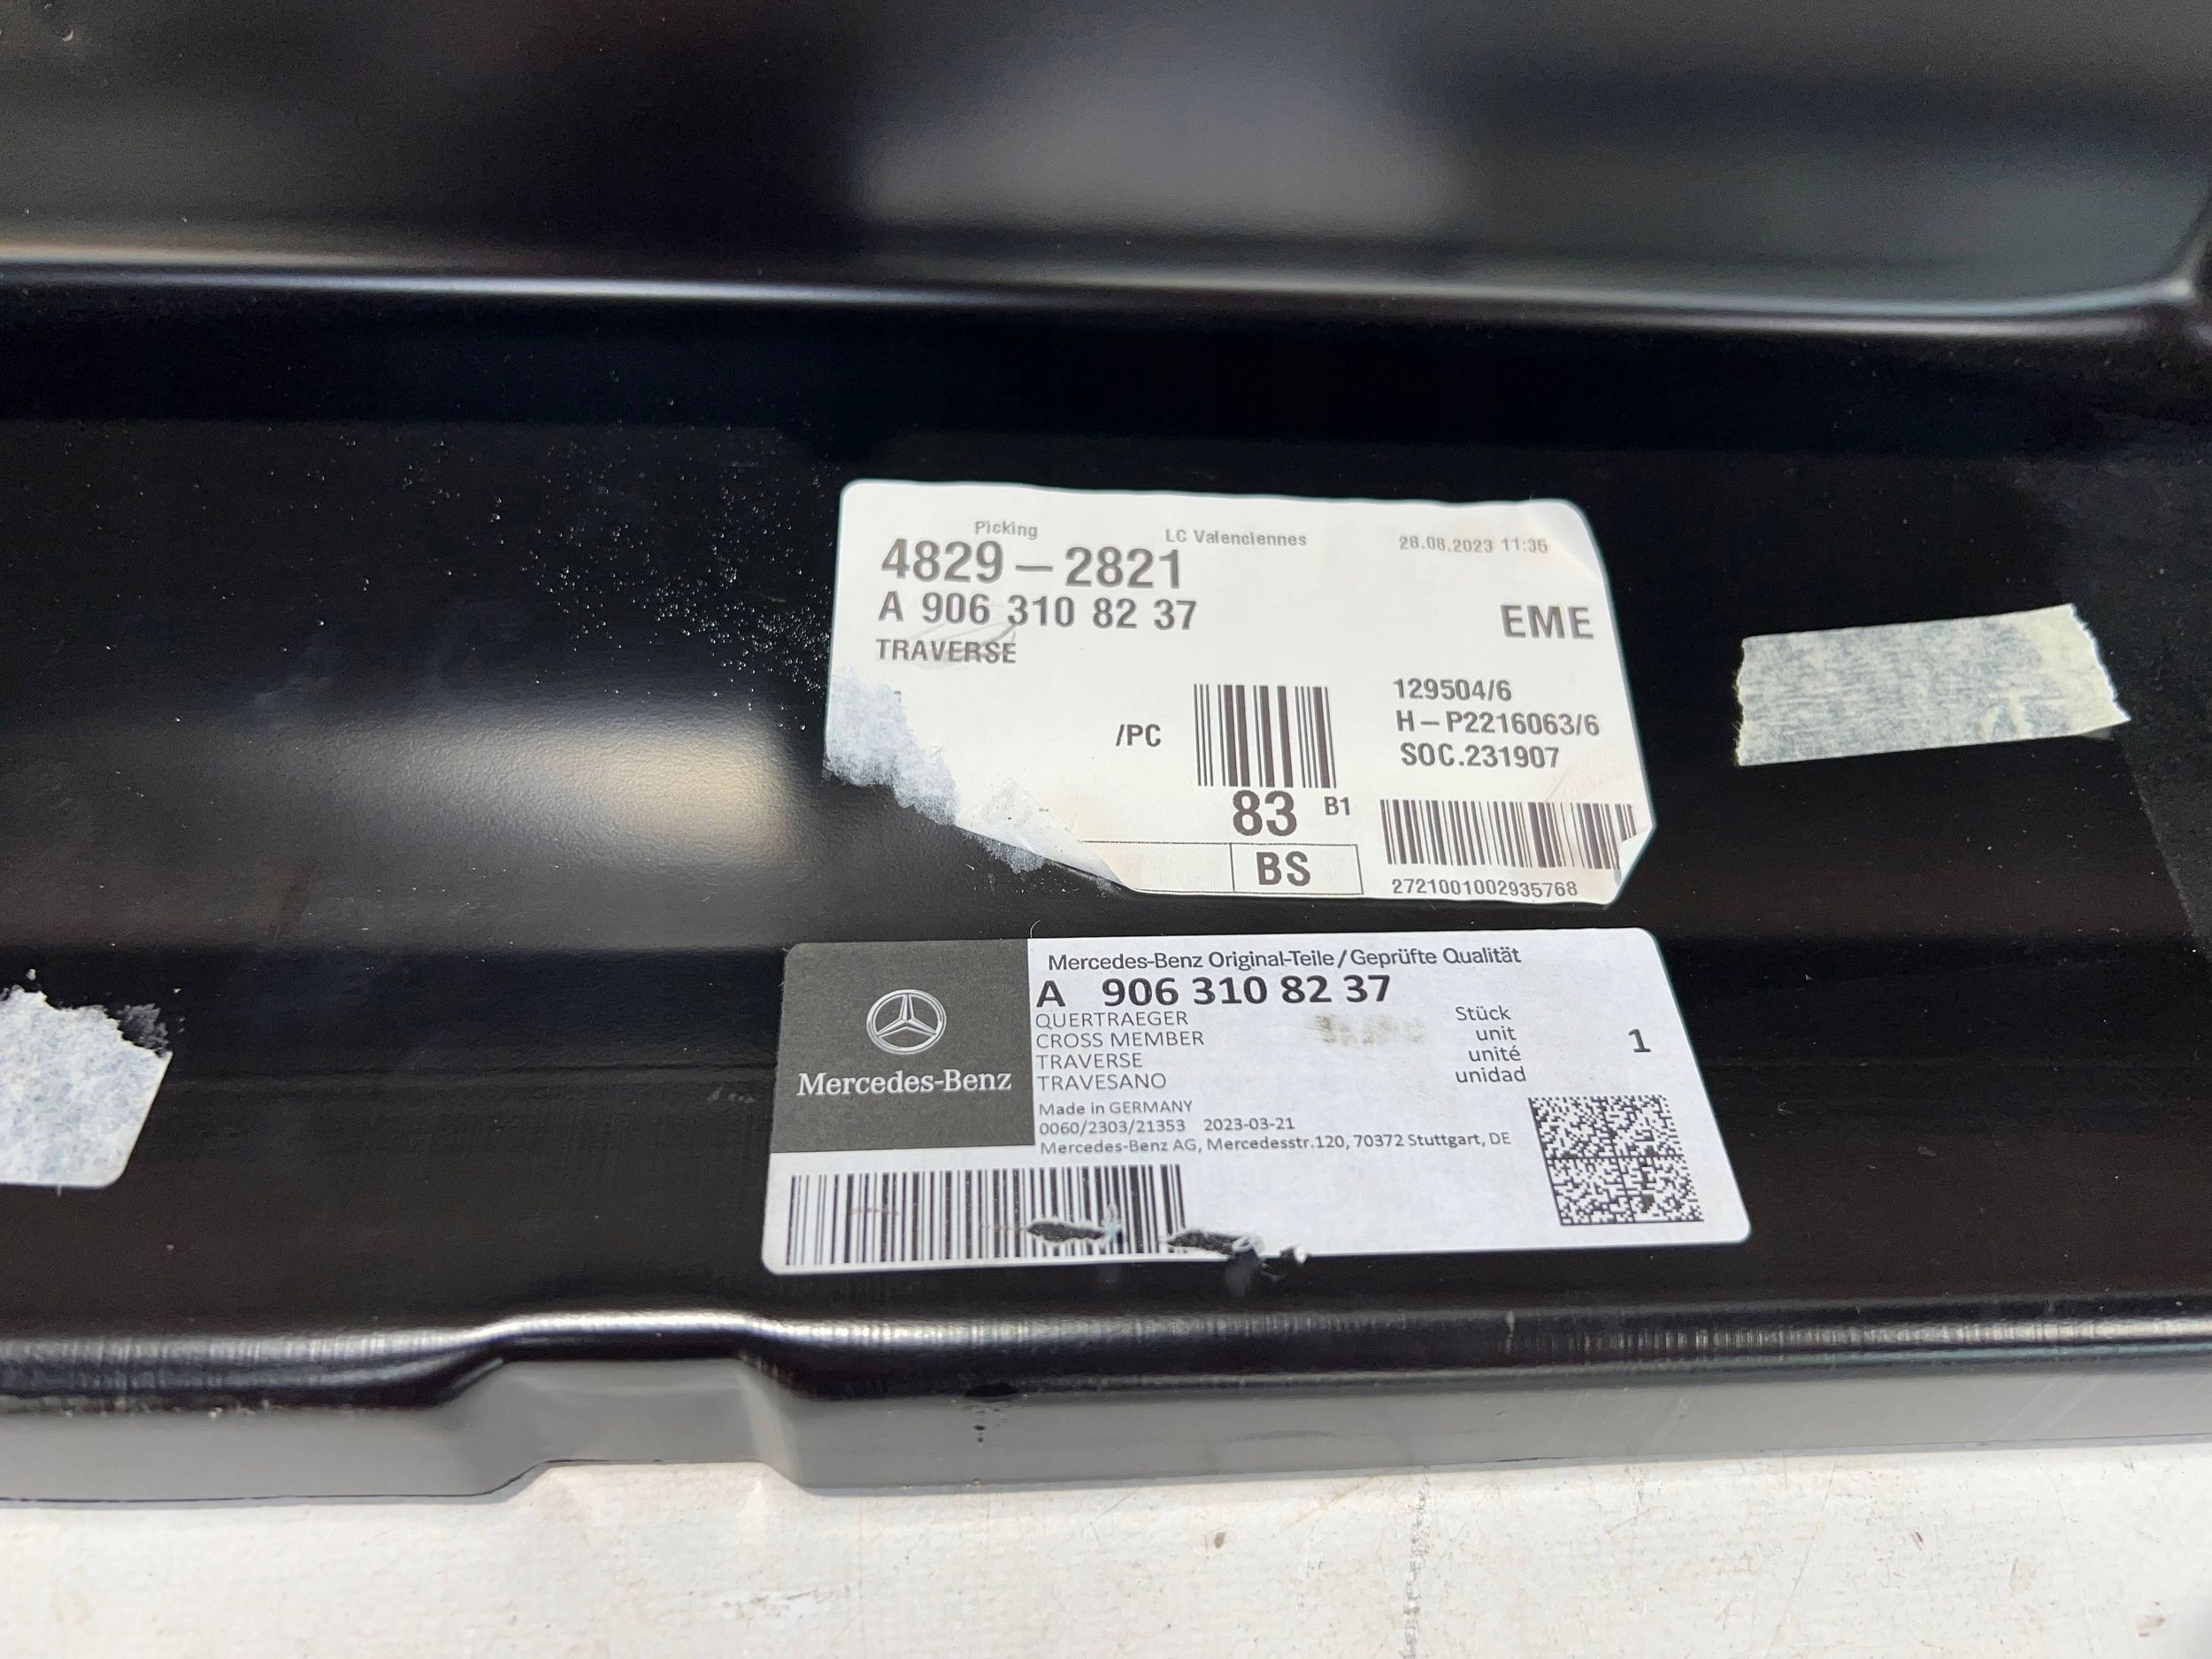 Picking LC Valenciennes 28.08.2023 11:35
4829-2821
A 906 310 82 37
EME
TRAVERSE
129504/6
/PC
H-P2216063/6
SOC.231907
83 B1
BS
2721001002935768
Mercedes-Benz Original-Teile/Geprüfte Qualität
A 906 310 82 37
QUERTRAEGER
CROSS MEMBER
TRAVERSE
TRAVESANO
Stück
unit
unité
unidad
1
Mercedes-Benz
Made in GERMANY
0060/2303/21353 2023-03-21
Mercedes-Benz AG, Mercedesstr.120, 70372 Stuttgart, DE